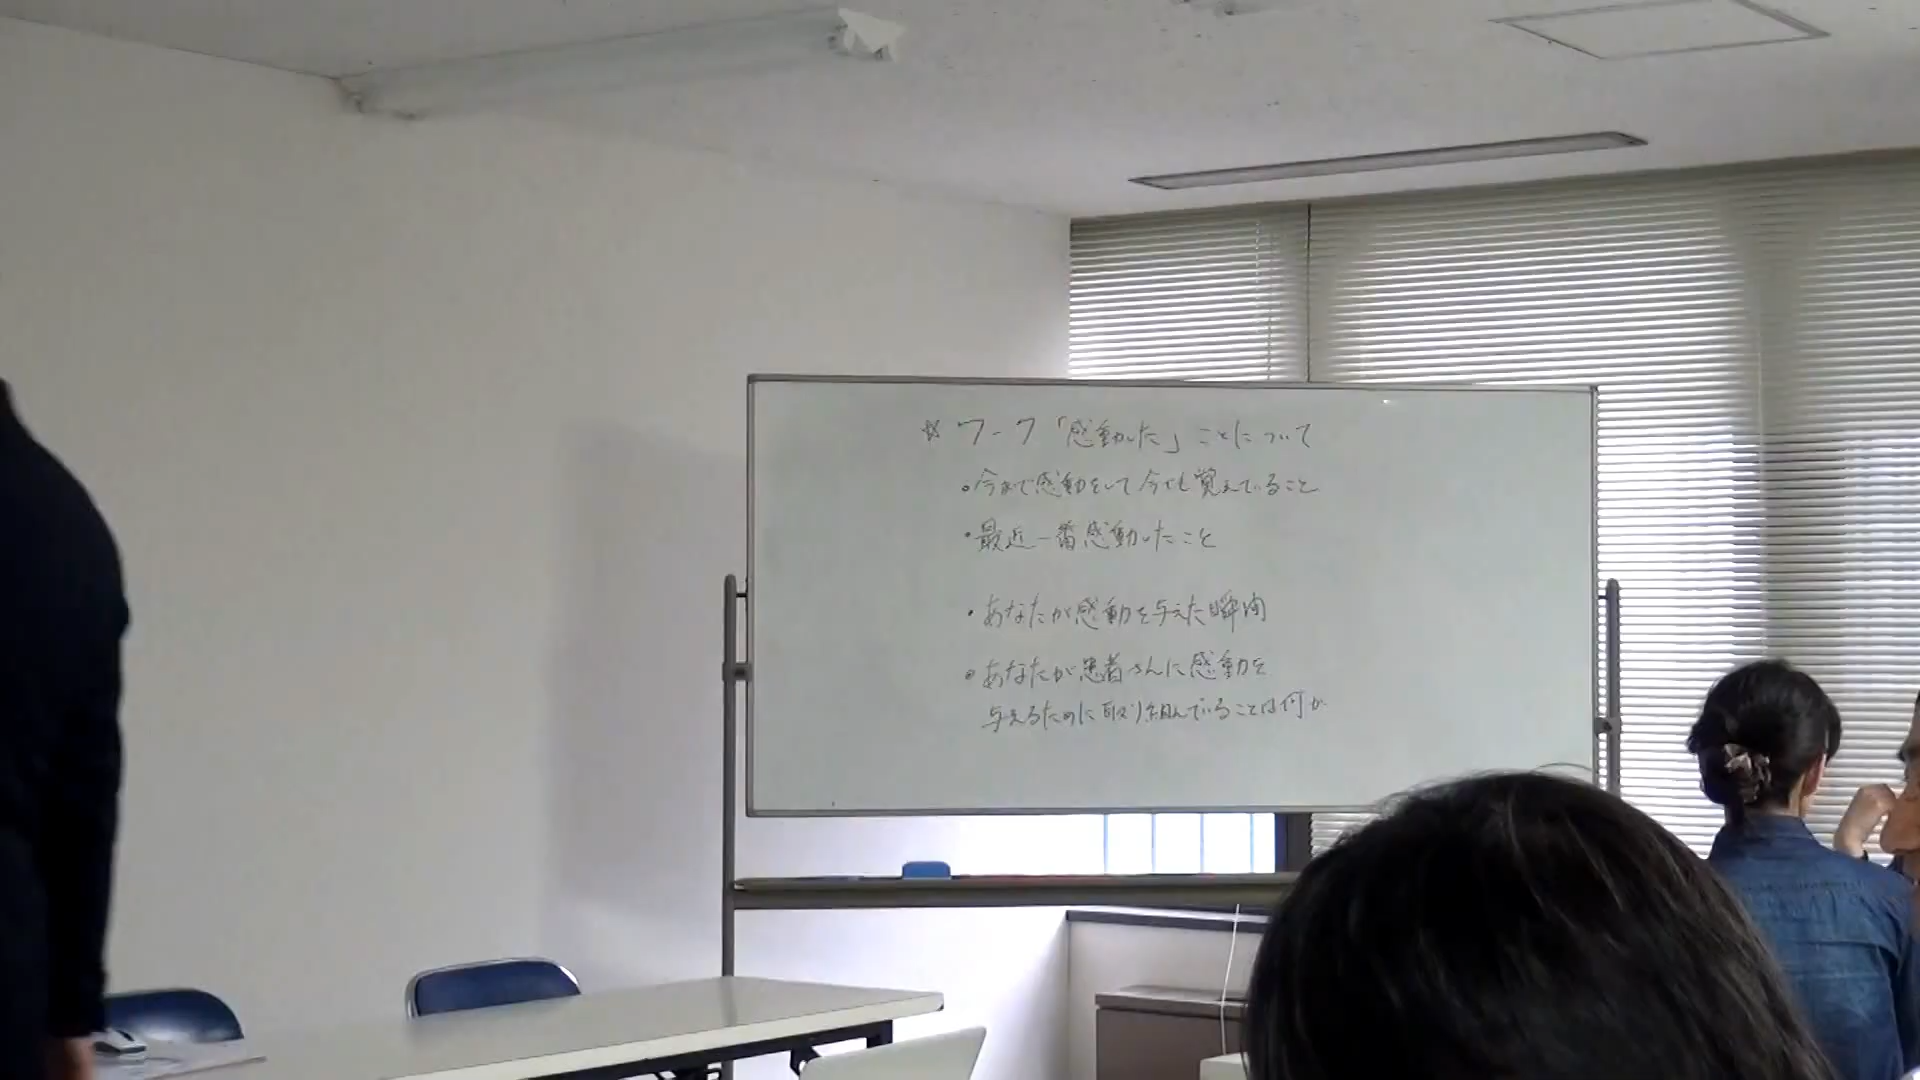 ☆ ワーク「感動した」ことについて
・今まで感動をして今でも覚えていること
・最近一番感動したこと
・あなたが感動を与えた瞬間
・あなたが患者さんに感動を
与えるために取り組んでいることは何か